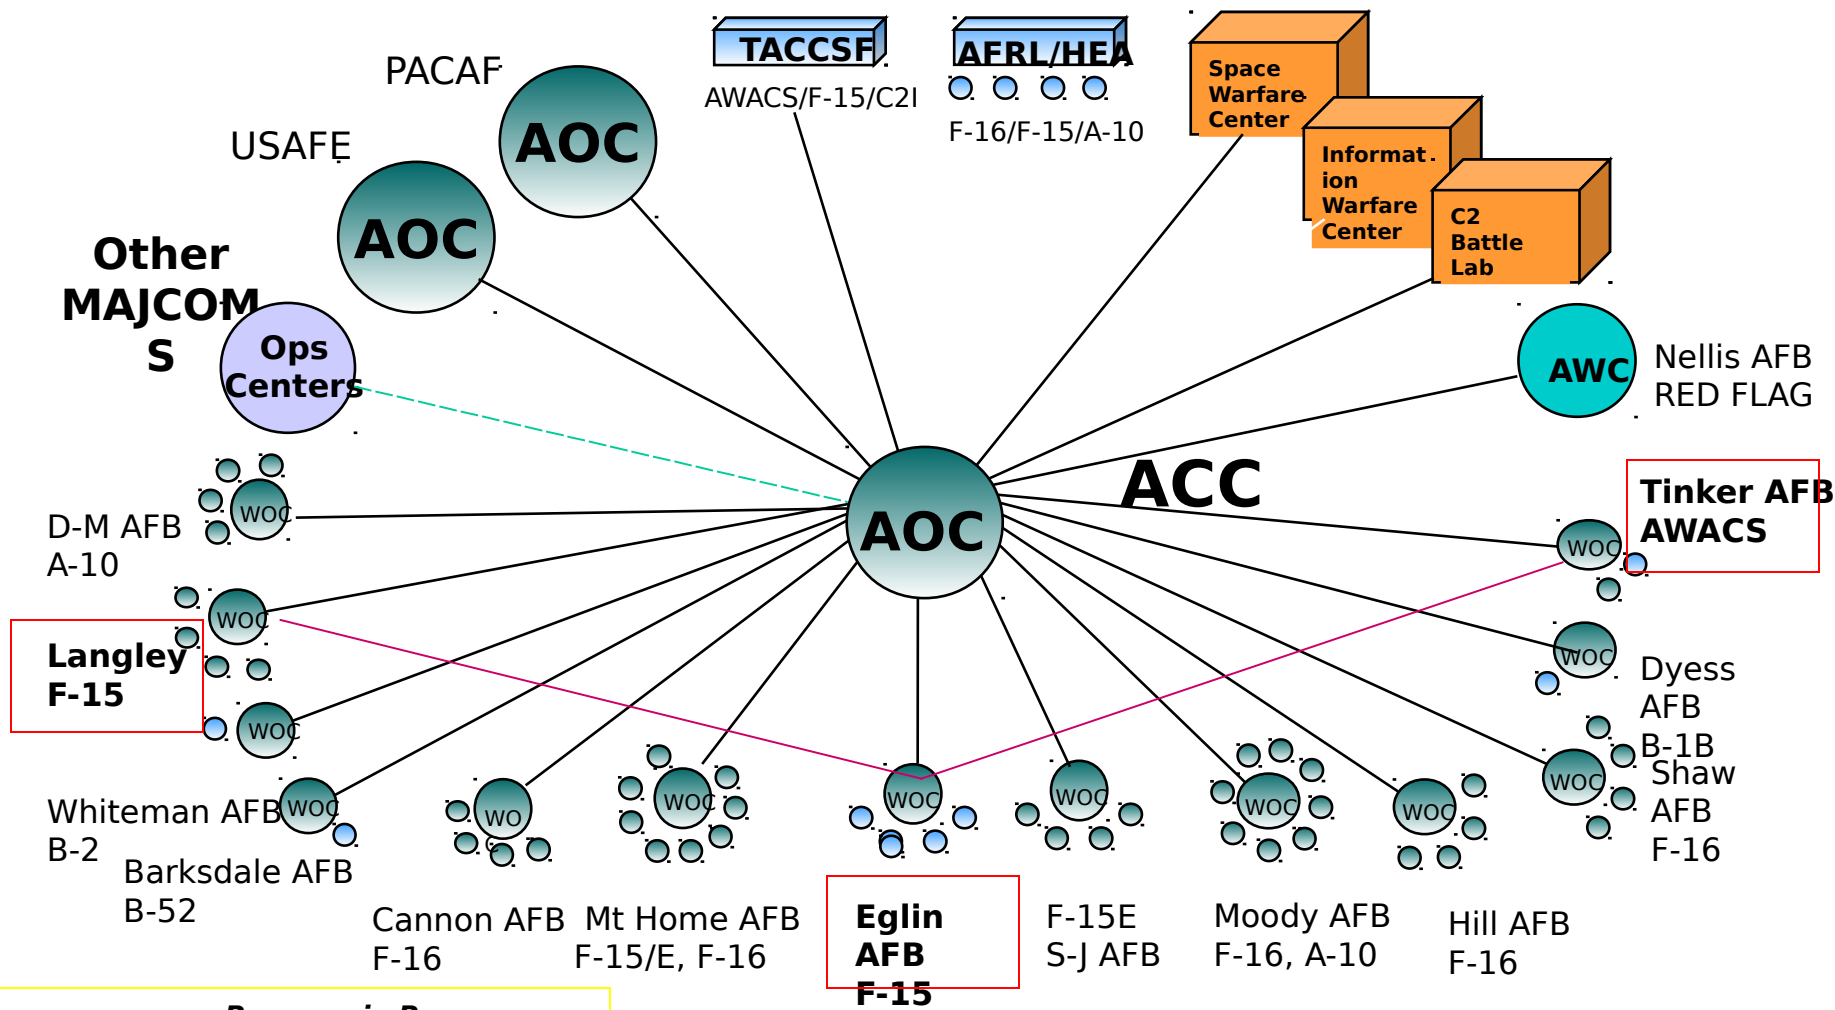 PACAF
AOC
USAFE
AOC
TACCSF
AWACS/F-15/C2I
AFRL/HEA
F-16/F-15/A-10
Space
Warfare
Center
Informat
ion
Warfare
Center
C2
Battle
Lab
Other
MAJCOM
S
Ops
Centers
AWC
Nellis AFB
RED FLAG
ACC
AOC
WOC
D-M AFB
A-10
WOC
Tinker AFB
AWACS
WOC
Langley
F-15
WOC
Dyess
AFB
B-1B
WOC
WOC
Shaw
AFB
F-16
Whiteman AFB
B-2
WOC
Barksdale AFB
B-52
WO
C
Cannon AFB
F-16
WOC
Mt Home AFB
F-15/E, F-16
WOC
Eglin
AFB
F-15
WOC
F-15E
S-J AFB
WOC
Moody AFB
F-16, A-10
WOC
Hill AFB
F-16